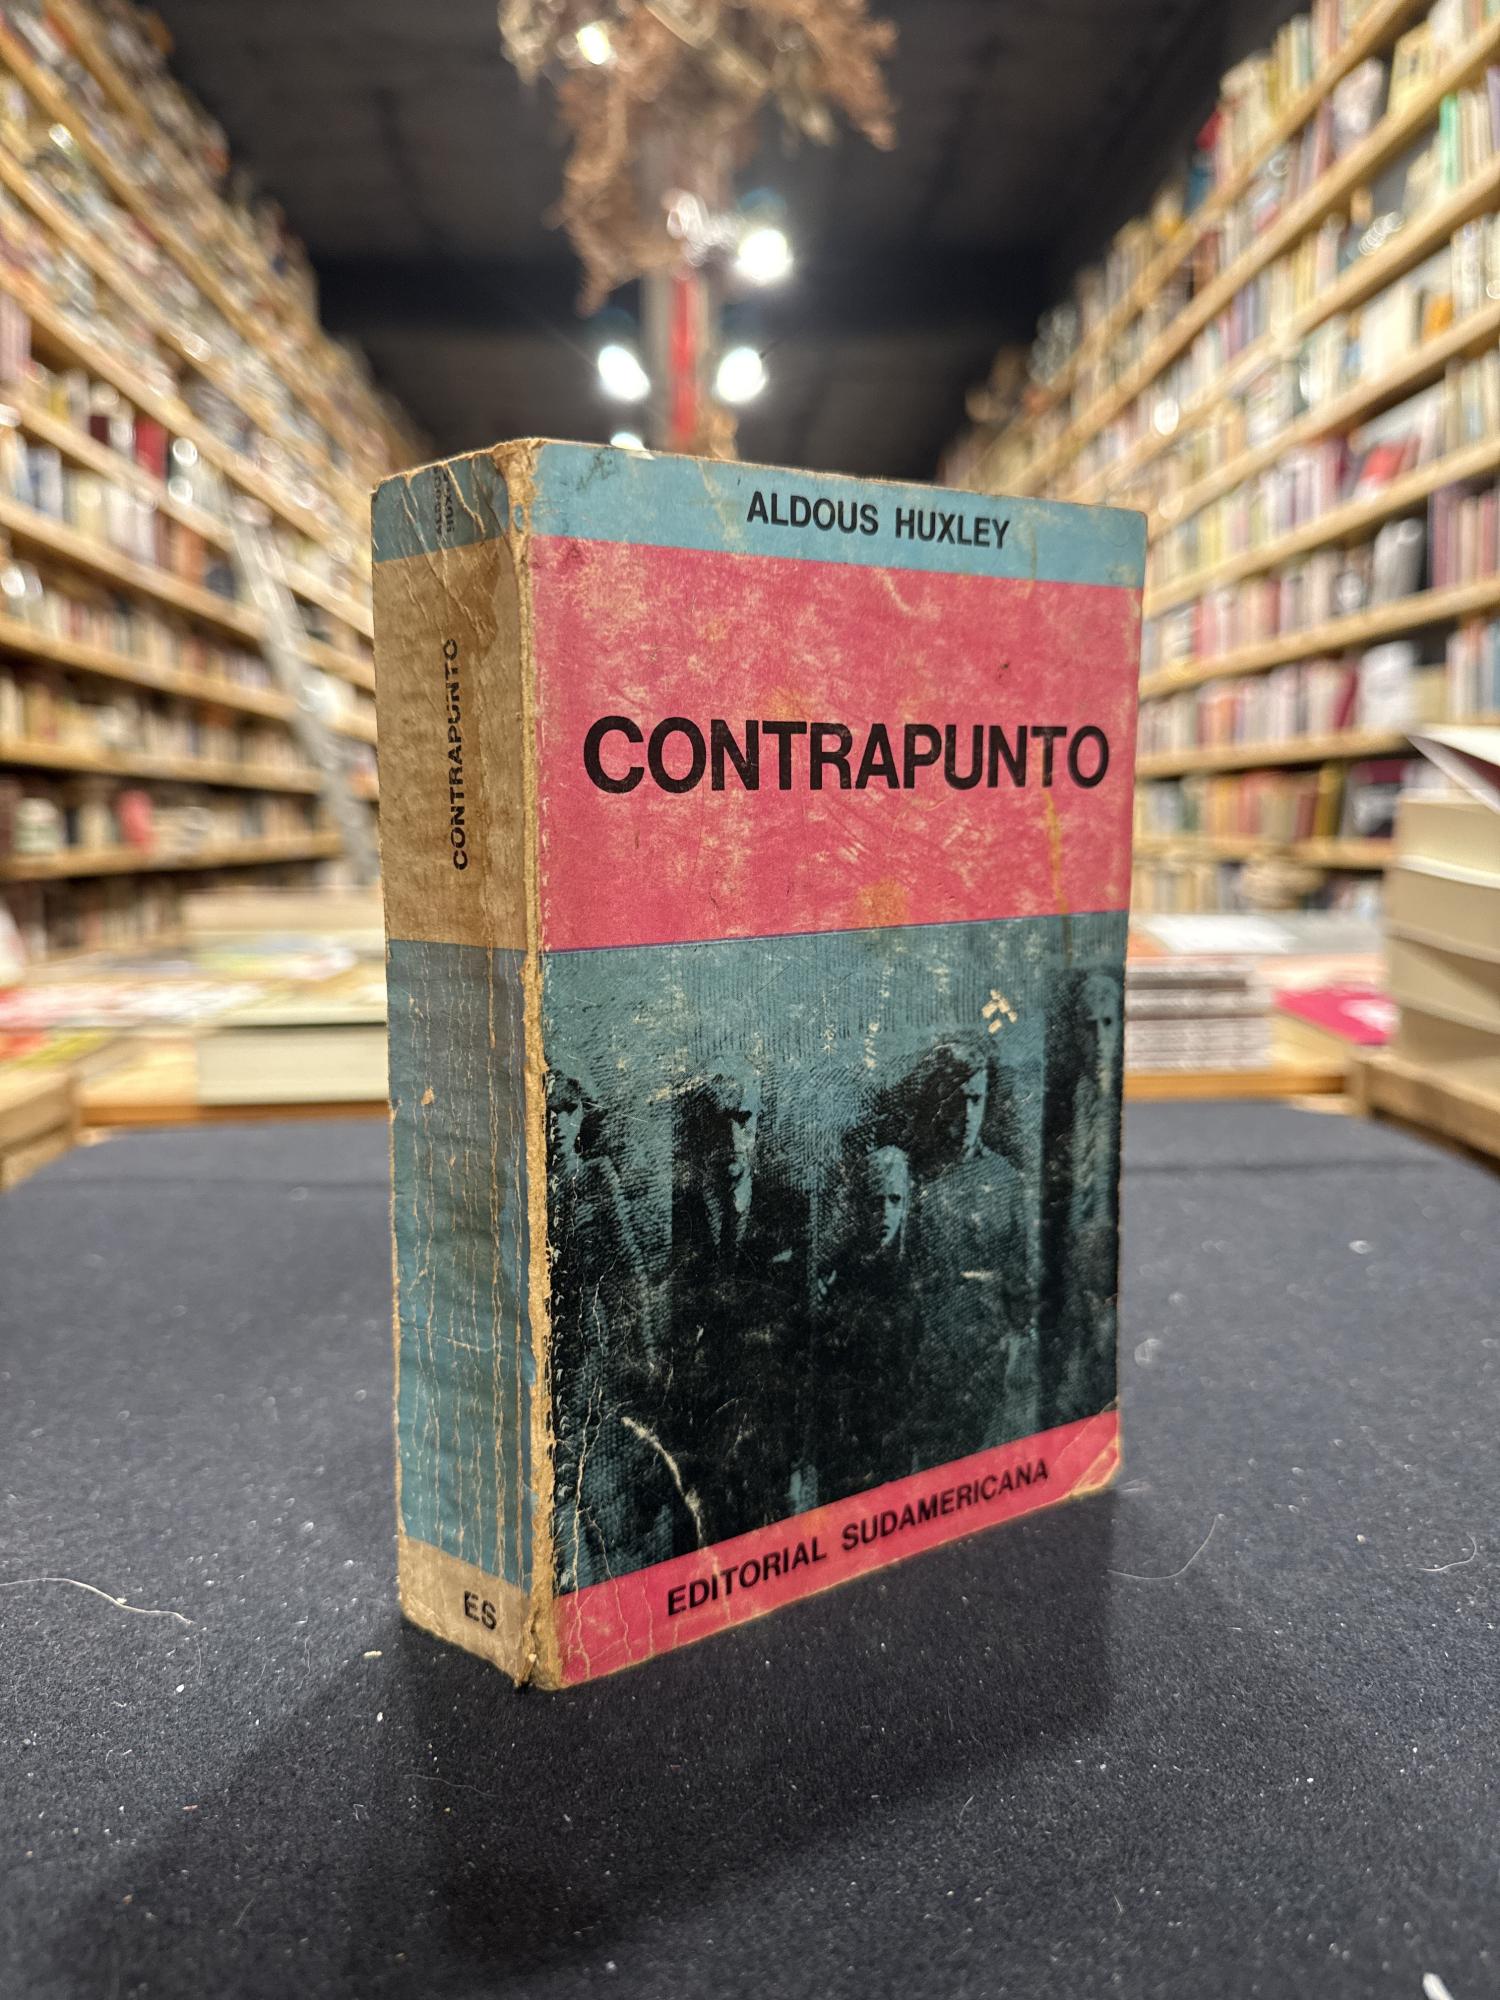 ALDOUS HUXLEY
CONTRAPUNTO
EDITORIAL SUDAMERICANA
ALDOUS
HUXLEY
CONTRAPUNTO
ES